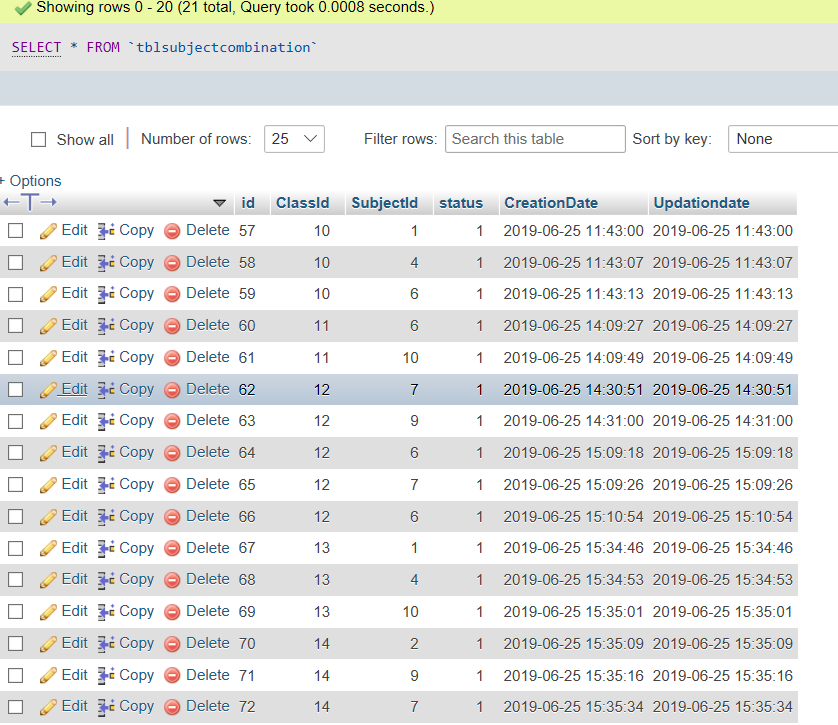 Showing rows 0 - 20 (21 total, Query took 0.0008 seconds.)
SELECT * FROM `tblsubjectcombination`
Show all | Number of rows: 25 Filter rows: Search this table Sort by key: None
+ Options
←T→ id ClassId SubjectId status CreationDate Updationdate
Edit Copy Delete 57 10 1 1 2019-06-25 11:43:00 2019-06-25 11:43:00
Edit Copy Delete 58 10 4 1 2019-06-25 11:43:07 2019-06-25 11:43:07
Edit Copy Delete 59 10 6 1 2019-06-25 11:43:13 2019-06-25 11:43:13
Edit Copy Delete 60 11 6 1 2019-06-25 14:09:27 2019-06-25 14:09:27
Edit Copy Delete 61 11 10 1 2019-06-25 14:09:49 2019-06-25 14:09:49
Edit Copy Delete 62 12 7 1 2019-06-25 14:30:51 2019-06-25 14:30:51
Edit Copy Delete 63 12 9 1 2019-06-25 14:31:00 2019-06-25 14:31:00
Edit Copy Delete 64 12 6 1 2019-06-25 15:09:18 2019-06-25 15:09:18
Edit Copy Delete 65 12 7 1 2019-06-25 15:09:26 2019-06-25 15:09:26
Edit Copy Delete 66 12 6 1 2019-06-25 15:10:54 2019-06-25 15:10:54
Edit Copy Delete 67 13 1 1 2019-06-25 15:34:46 2019-06-25 15:34:46
Edit Copy Delete 68 13 4 1 2019-06-25 15:34:53 2019-06-25 15:34:53
Edit Copy Delete 69 13 10 1 2019-06-25 15:35:01 2019-06-25 15:35:01
Edit Copy Delete 70 14 2 1 2019-06-25 15:35:09 2019-06-25 15:35:09
Edit Copy Delete 71 14 9 1 2019-06-25 15:35:16 2019-06-25 15:35:16
Edit Copy Delete 72 14 7 1 2019-06-25 15:35:34 2019-06-25 15:35:34